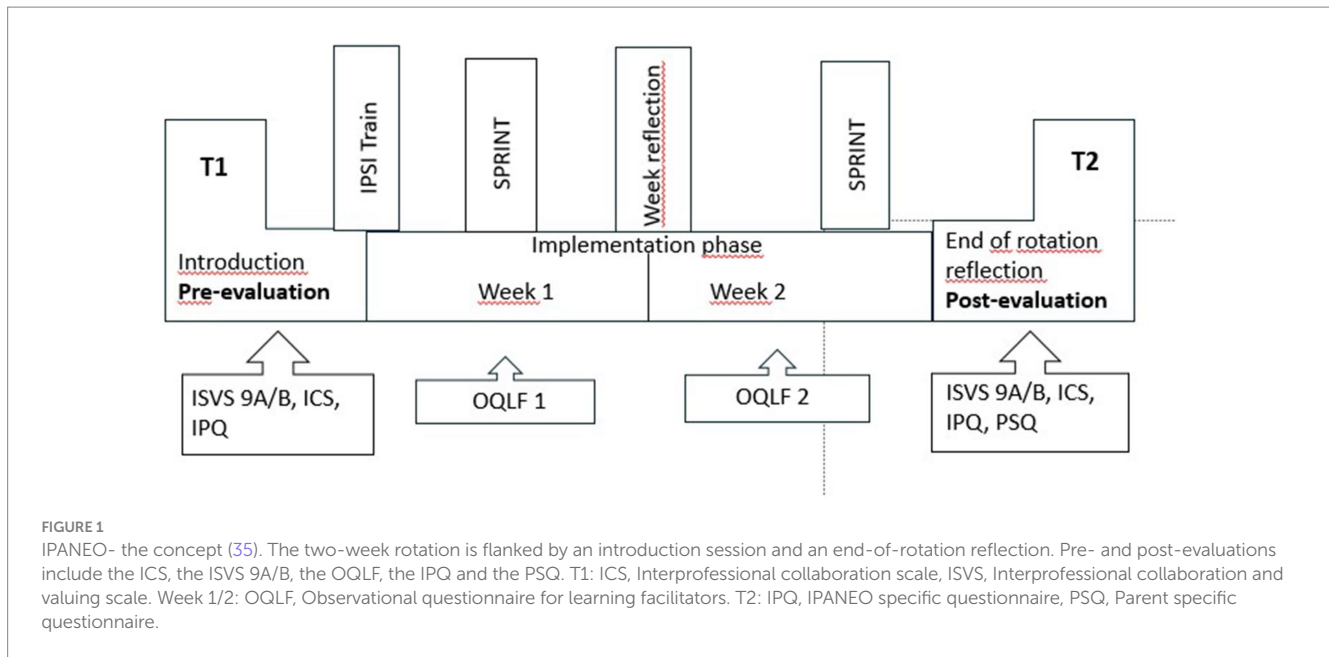 IPSI Train
SPRINT
Week reflection
SPRINT
T1
T2
Introduction
Pre-evaluation
Implementation phase
Week 1
Week 2
End of rotation
reflection
Post-evaluation
ISVS 9A/B, ICS,
IPQ
OQLF 1
OQLF 2
ISVS 9A/B, ICS,
IPQ, PSQ
FIGURE 1
IPANEO- the concept (35). The two-week rotation is flanked by an introduction session and an end-of-rotation reflection. Pre- and post-evaluations
include the ICS, the ISVS 9A/B, the OQLF, the IPQ and the PSQ. T1: ICS, Interprofessional collaboration scale, ISVS, Interprofessional collaboration and
valuing scale. Week 1/2: OQLF, Observational questionnaire for learning facilitators. T2: IPQ, IPANEO specific questionnaire, PSQ, Parent specific
questionnaire.